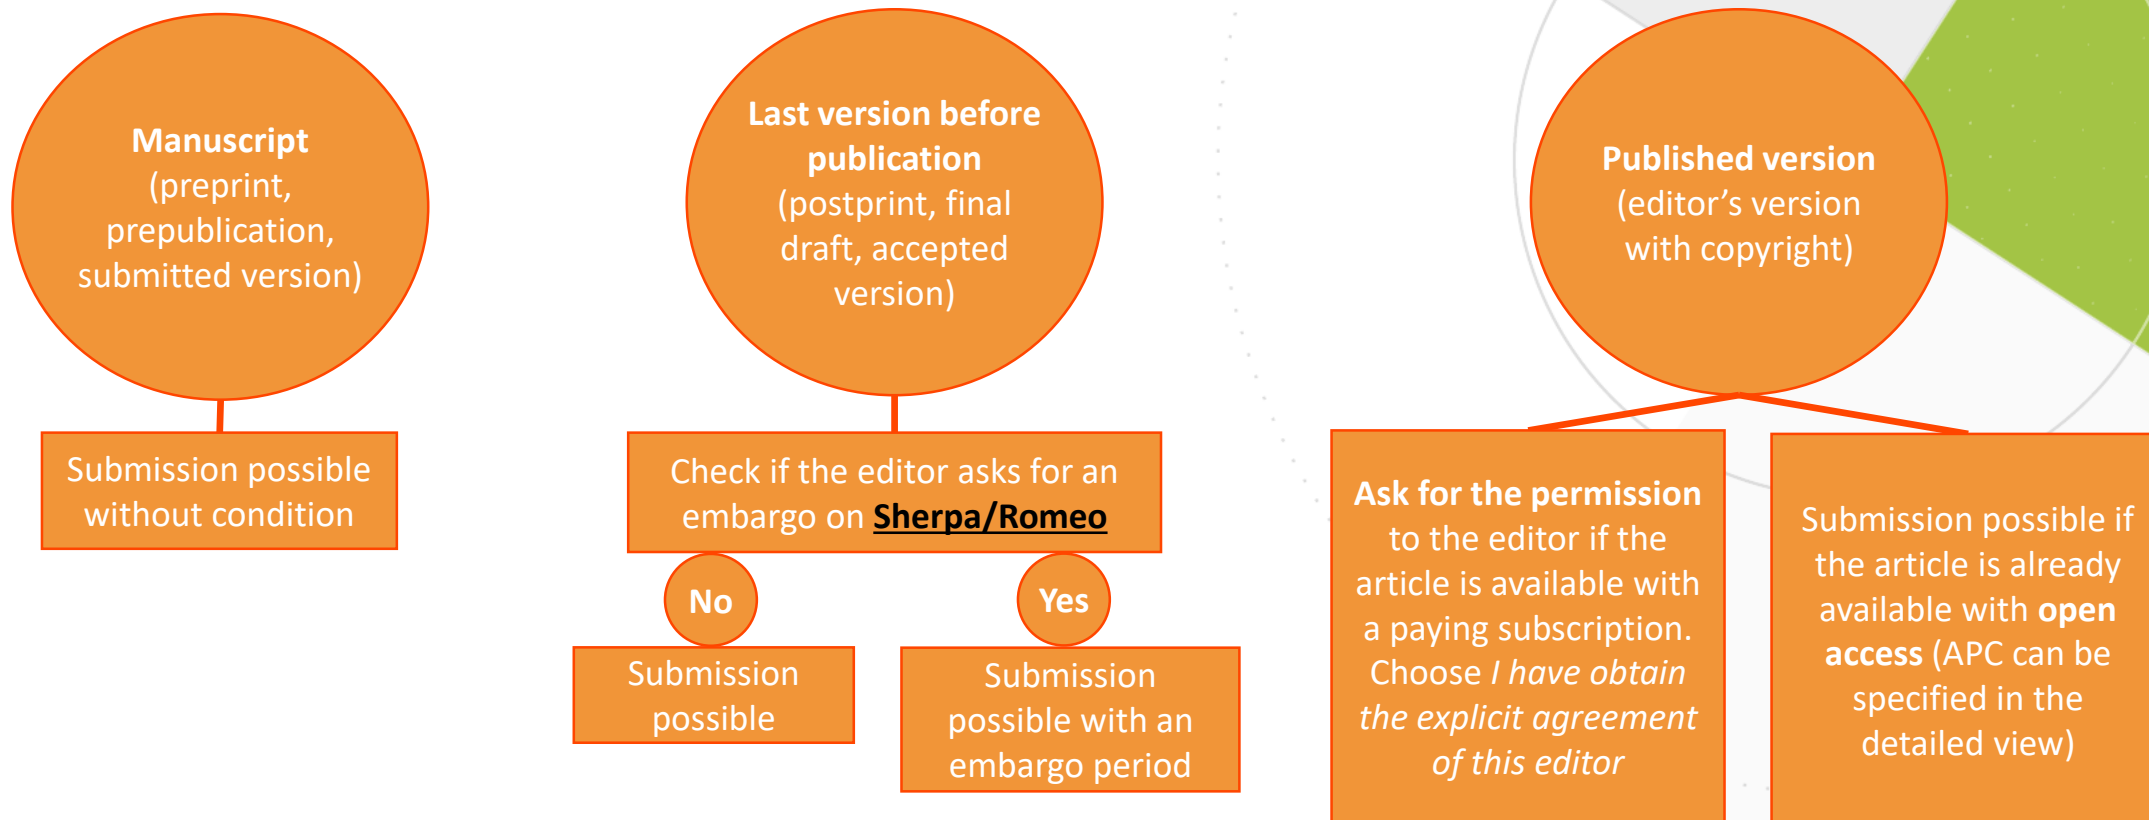 Manuscript
(preprint,
prepublication,
submitted version)
Submission possible
without condition
Last version before
publication
(postprint, final
draft, accepted
version)
Check if the editor asks for an
embargo on Sherpa/Romeo
No
Submission
possible
Yes
Submission
possible with an
embargo period
Published version
(editor’s version
with copyright)
Ask for the permission
to the editor if the
article is available with
a paying subscription.
Choose I have obtain
the explicit agreement
of this editor
Submission possible if
the article is already
available with open
access (APC can be
specified in the
detailed view)